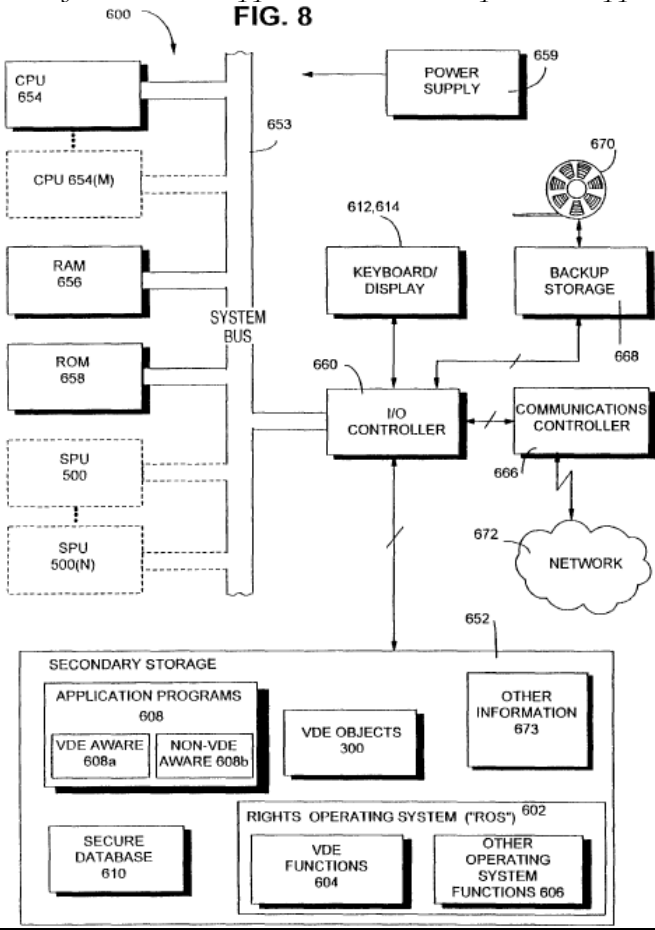 FIG. 8
600
CPU
654
659
POWER
SUPPLY
653
CPU 654(M)
670
612,614
RAM
656
KEYBOARD/
DISPLAY
BACKUP
STORAGE
SYSTEM
BUS
668
ROM
658
660
I/O
CONTROLLER
COMMUNICATIONS
CONTROLLER
666
SPU
500
SPU
500(N)
672
NETWORK
652
SECONDARY STORAGE
APPLICATION PROGRAMS
608
VDE AWARE
608a
NON-VDE
AWARE 608b
VDE OBJECTS
300
OTHER
INFORMATION
673
SECURE
DATABASE
610
RIGHTS OPERATING SYSTEM ("ROS") 602
VDE
FUNCTIONS
604
OTHER
OPERATING
SYSTEM
FUNCTIONS 606